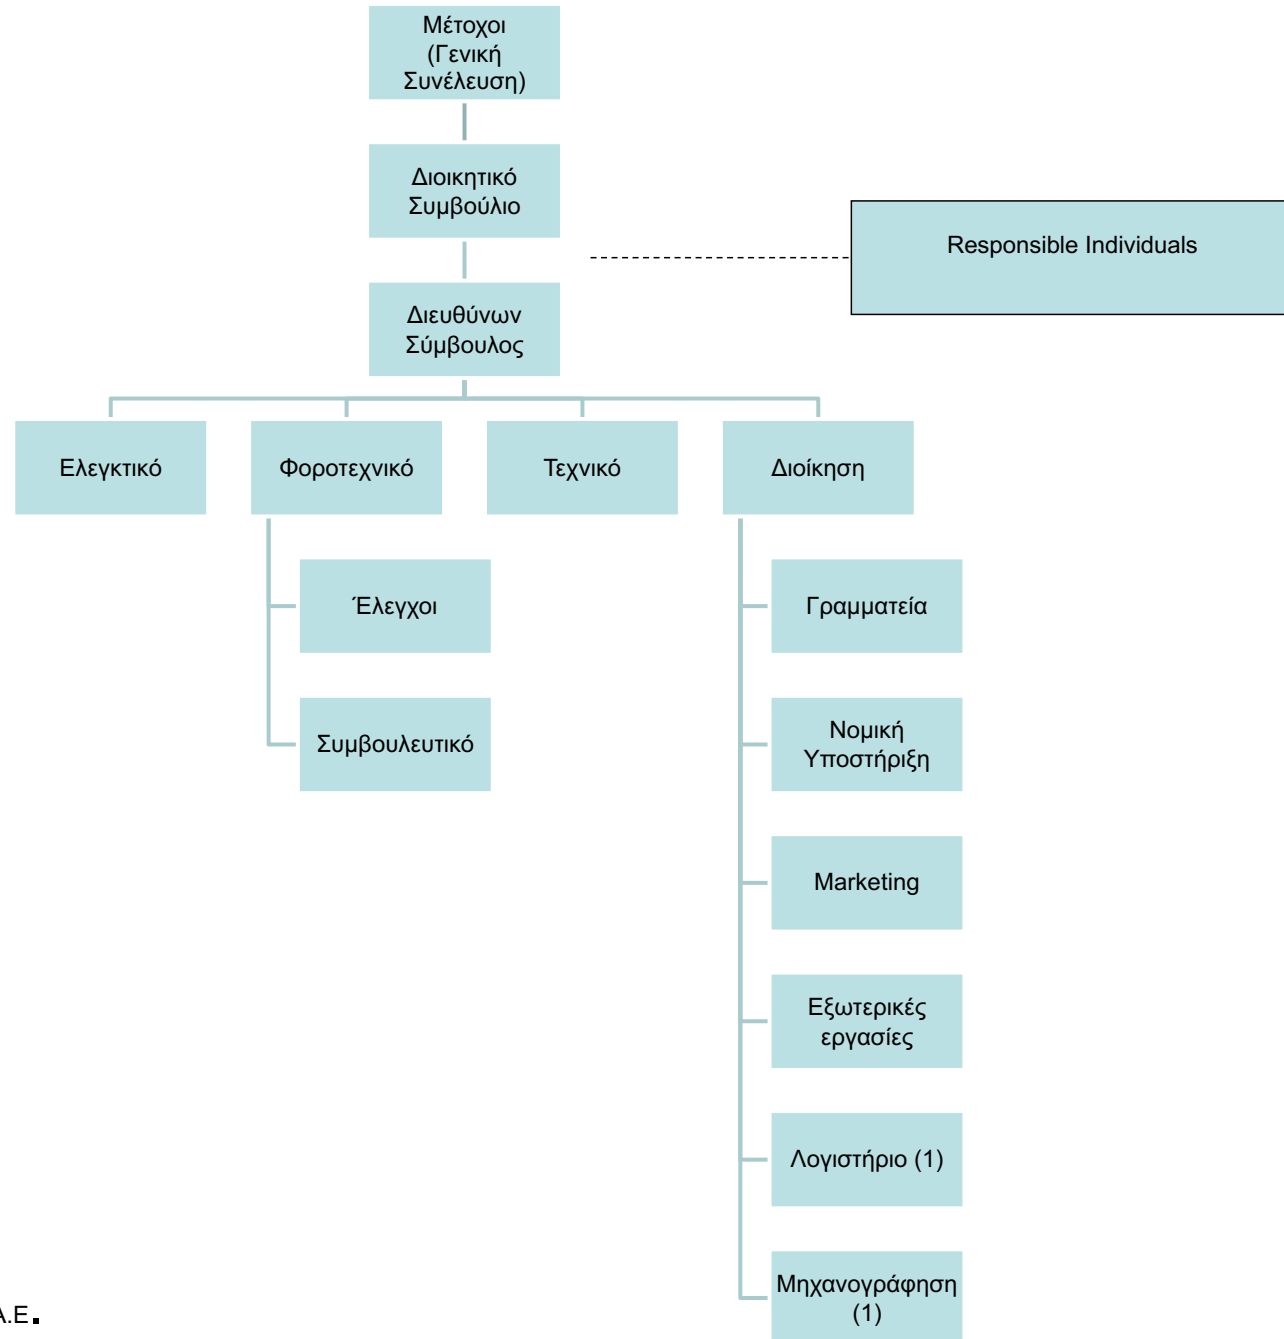 Μέτοχοι
(Γενική
Συνέλευση)
Διοικητικό
Συμβούλιο
Responsible Individuals
Διευθύνων
Σύμβουλος
Ελεγκτικό
Φοροτεχνικό
Τεχνικό
Διοίκηση
Έλεγχοι
Συμβουλευτικό
Γραμματεία
Νομική
Υποστήριξη
Marketing
Εξωτερικές
εργασίες
Λογιστήριο (1)
Μηχανογράφηση
(1)
Α.Ε.